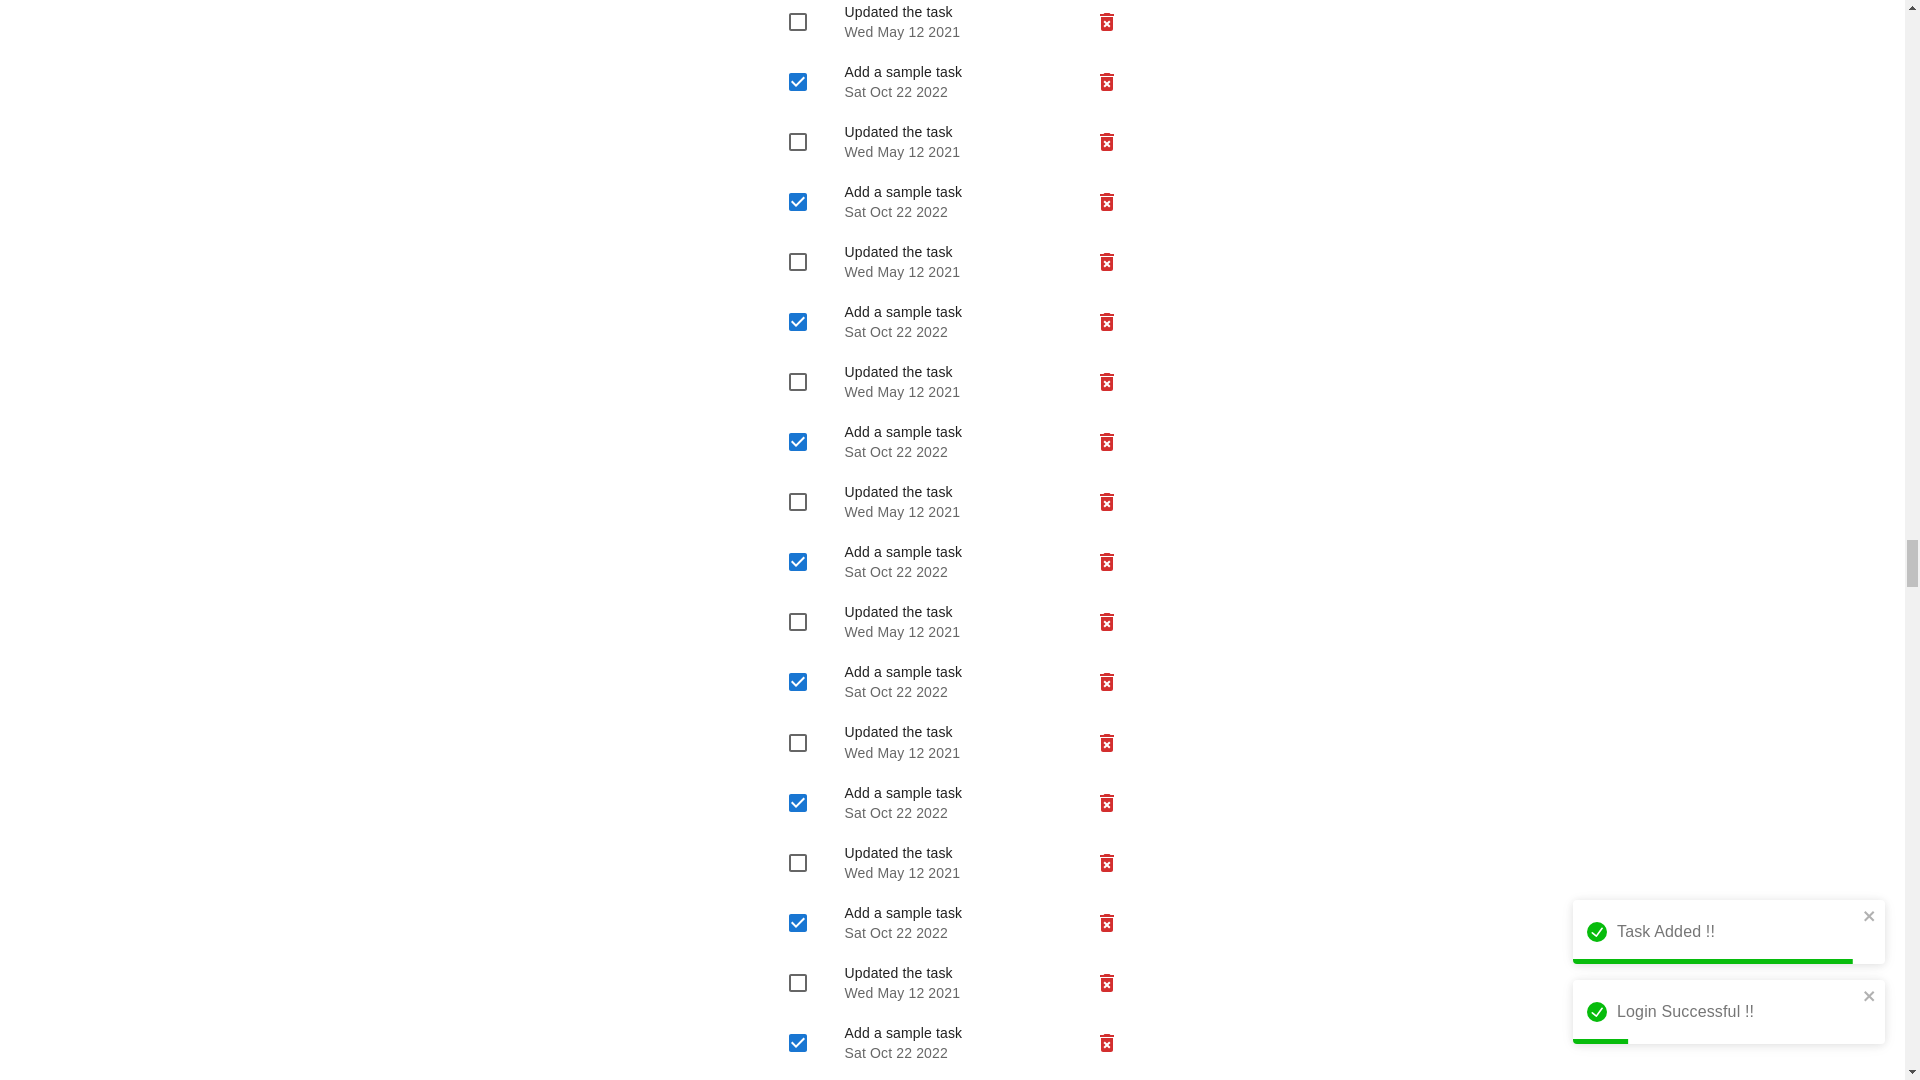 Updated the task
Wed May 12 2021
Add a sample task
Sat Oct 22 2022
Updated the task
Wed May 12 2021
Add a sample task
Sat Oct 22 2022
Updated the task
Wed May 12 2021
Add a sample task
Sat Oct 22 2022
Updated the task
Wed May 12 2021
Add a sample task
Sat Oct 22 2022
Updated the task
Wed May 12 2021
Add a sample task
Sat Oct 22 2022
Updated the task
Wed May 12 2021
Add a sample task
Sat Oct 22 2022
Updated the task
Wed May 12 2021
Add a sample task
Sat Oct 22 2022
Updated the task
Wed May 12 2021
Add a sample task
Sat Oct 22 2022
Updated the task
Wed May 12 2021
Add a sample task
Sat Oct 22 2022
Task Added !!
Login Successful !!